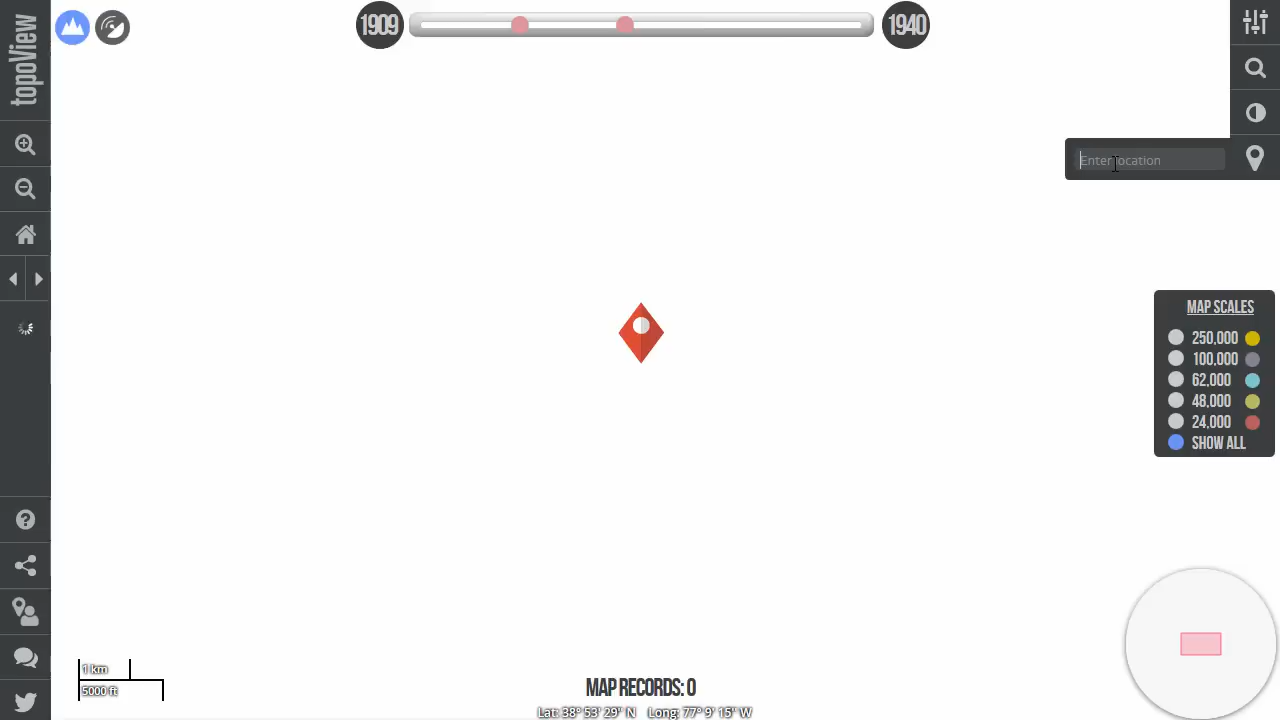 topoView
1909
1940
Enter location
MAP SCALES
250,000
100,000
62,000
48,000
24,000
SHOW ALL
1 km
5000 ft
MAP RECORDS: 0
Lat: 38° 53' 29" N Long: 77° 9' 15" W